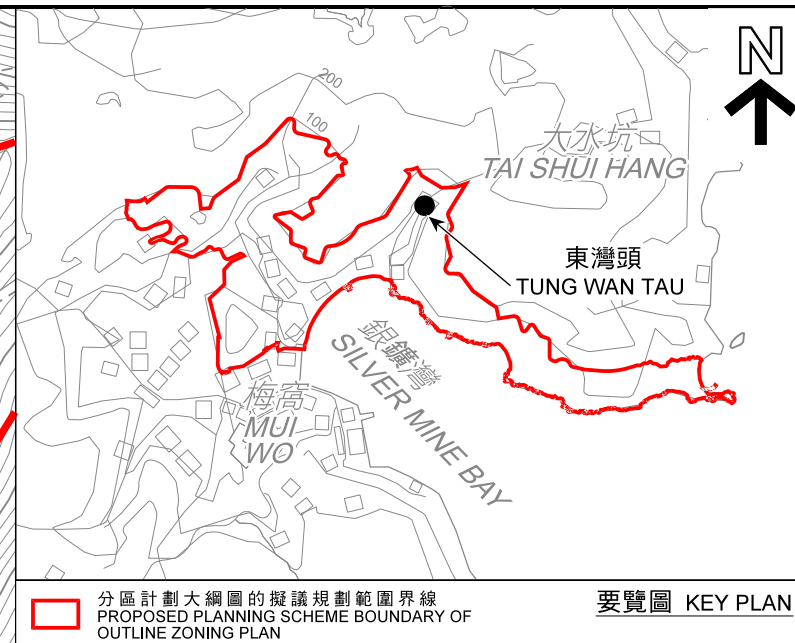 N
200
100
大水坑
TAI SHUI HANG
東灣頭
TUNG WAN TAU
銀鑛灣
SILVER MINE BAY
梅窩
MUI
WO
分區計劃大綱圖的擬議規劃範圍界線
PROPOSED PLANNING SCHEME BOUNDARY OF
OUTLINE ZONING PLAN
要覽圖 KEY PLAN